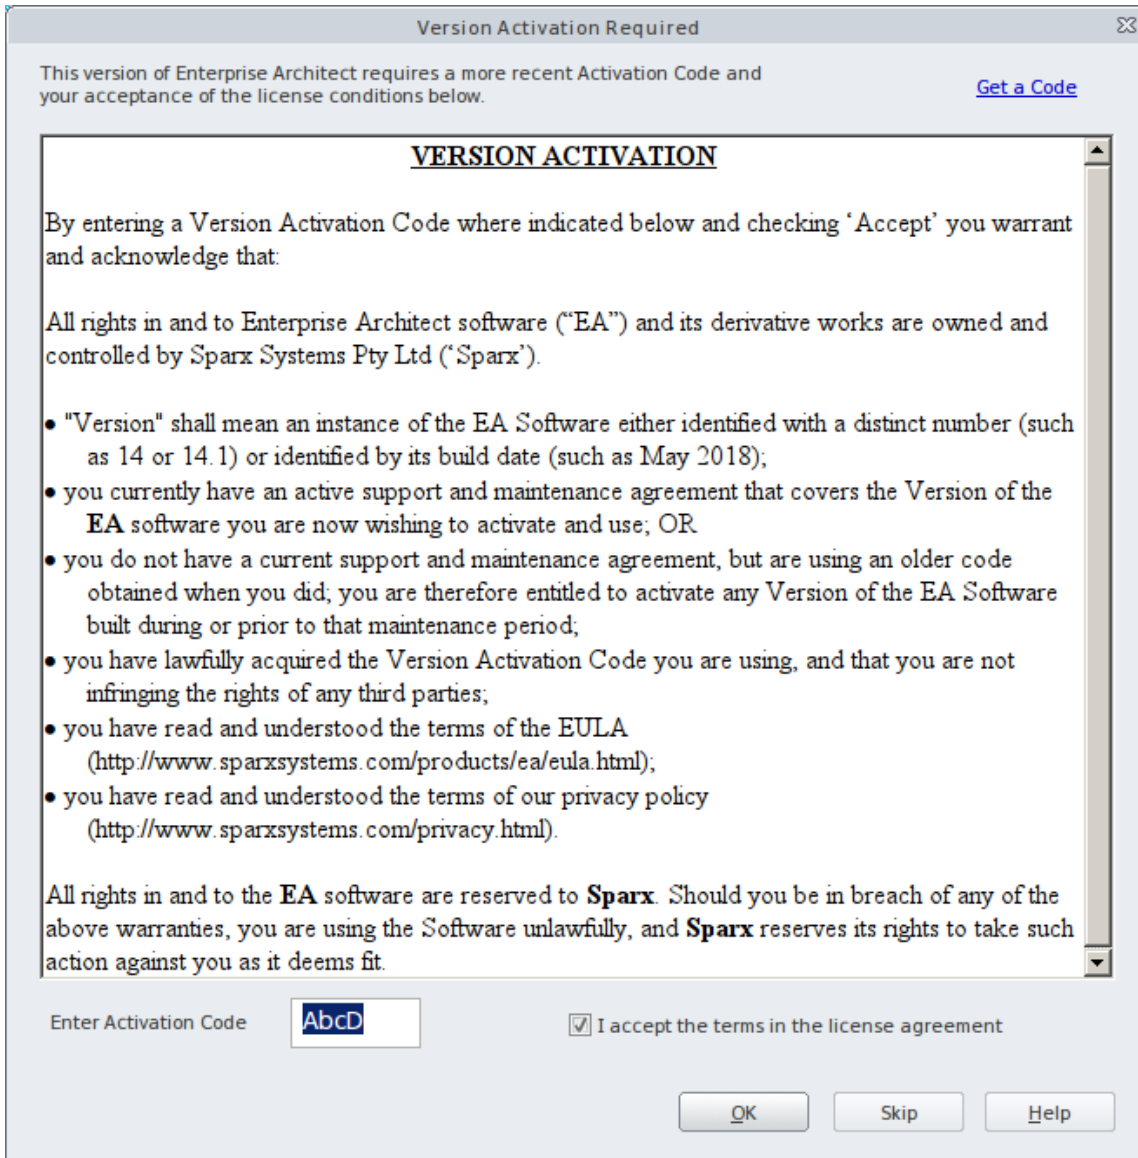 Version Activation Required
This version of Enterprise Architect requires a more recent Activation Code and
your acceptance of the license conditions below.
Get a Code
VERSION ACTIVATION
By entering a Version Activation Code where indicated below and checking ‘Accept’ you warrant
and acknowledge that:
All rights in and to Enterprise Architect software (“EA”) and its derivative works are owned and
controlled by Sparx Systems Pty Ltd (‘Sparx’).
● "Version" shall mean an instance of the EA Software either identified with a distinct number (such
as 14 or 14.1) or identified by its build date (such as May 2018);
● you currently have an active support and maintenance agreement that covers the Version of the
EA software you are now wishing to activate and use; OR
● you do not have a current support and maintenance agreement, but are using an older code
obtained when you did; you are therefore entitled to activate any Version of the EA Software
built during or prior to that maintenance period;
● you have lawfully acquired the Version Activation Code you are using, and that you are not
infringing the rights of any third parties;
● you have read and understood the terms of the EULA
(http://www.sparxsystems.com/products/ea/eula.html);
● you have read and understood the terms of our privacy policy
(http://www.sparxsystems.com/privacy.html).
All rights in and to the EA software are reserved to Sparx. Should you be in breach of any of the
above warranties, you are using the Software unlawfully, and Sparx reserves its rights to take such
action against you as it deems fit.
Enter Activation Code
AbcD
I accept the terms in the license agreement
OK
Skip
Help